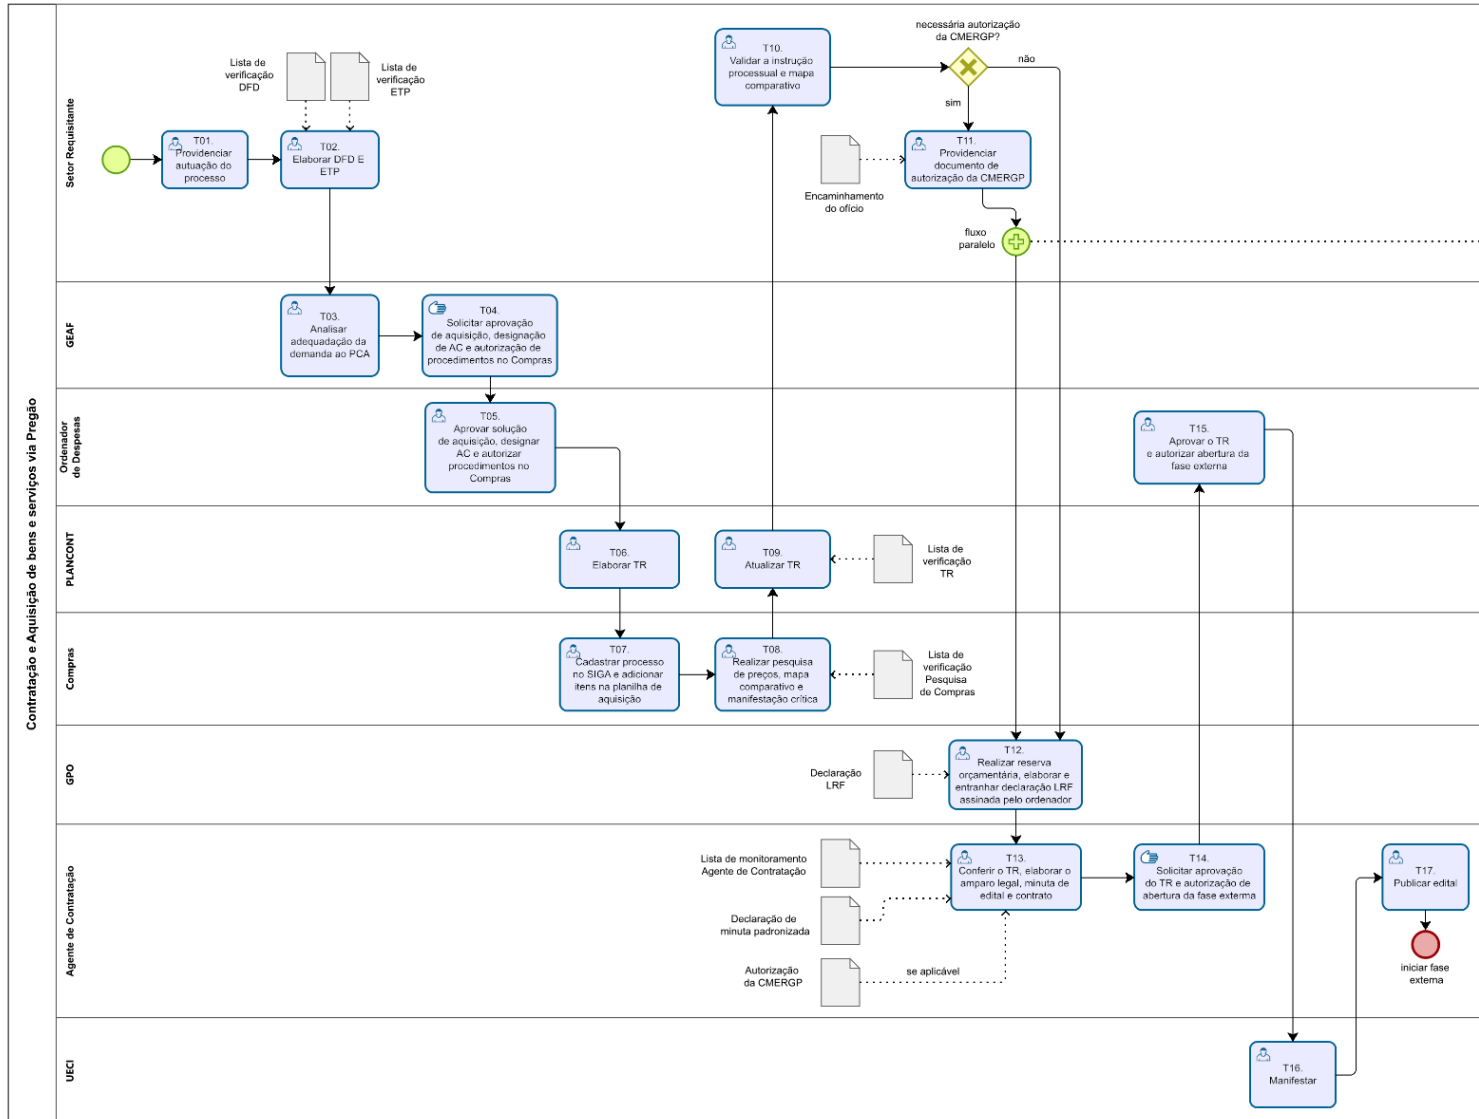 Contratação e Aquisição de bens e serviços via Pregão
Setor Requisitante
T01.
Providenciar
autuação do
processo
Lista de
verificação
DFD
Lista de
verificação
ETP
T02.
Elaborar DFD E
ETP
T10.
Validar a instrução
processual e mapa
comparativo
necessária autorização
da CMERGP?
não
sim
T11.
Providenciar
documento de
autorização da CMERGP
Encaminhamento
do ofício
fluxo
paralelo
GEAF
T03.
Analisar
adequadação da
demanda ao PCA
T04.
Solicitar aprovação
de aquisição, designação
de AC e autorização de
procedimentos no Compras
Ordenador
de Despesas
T05.
Aprovar solução
de aquisição, designar
AC e autorizar
procedimentos no
Compras
T15.
Aprovar o TR
e autorizar abertura da
fase externa
PLANCONT
T06.
Elaborar TR
T09.
Atualizar TR
Lista de
verificação
TR
Compras
T07.
Cadastrar processo
no SIGA e adicionar
itens na planilha de
aquisição
T08.
Realizar pesquisa
de preços, mapa
comparativo e
manifestação crítica
Lista de
verificação
Pesquisa
de Compras
GPO
Declaração
LRF
T12.
Realizar reserva
orçamentária, elaborar e
entranhar declaração LRF
assinada pelo ordenador
Agente de Contratação
Lista de monitoramento
Agente de Contratação
Declaração de
minuta padronizada
Autorização
da CMERGP
se aplicável
T13.
Conferir o TR, elaborar o
amparo legal, minuta de
edital e contrato
T14.
Solicitar aprovação
do TR e autorização de
abertura da fase externa
T17.
Publicar edital
iniciar fase
externa
UECI
T16.
Manifestar